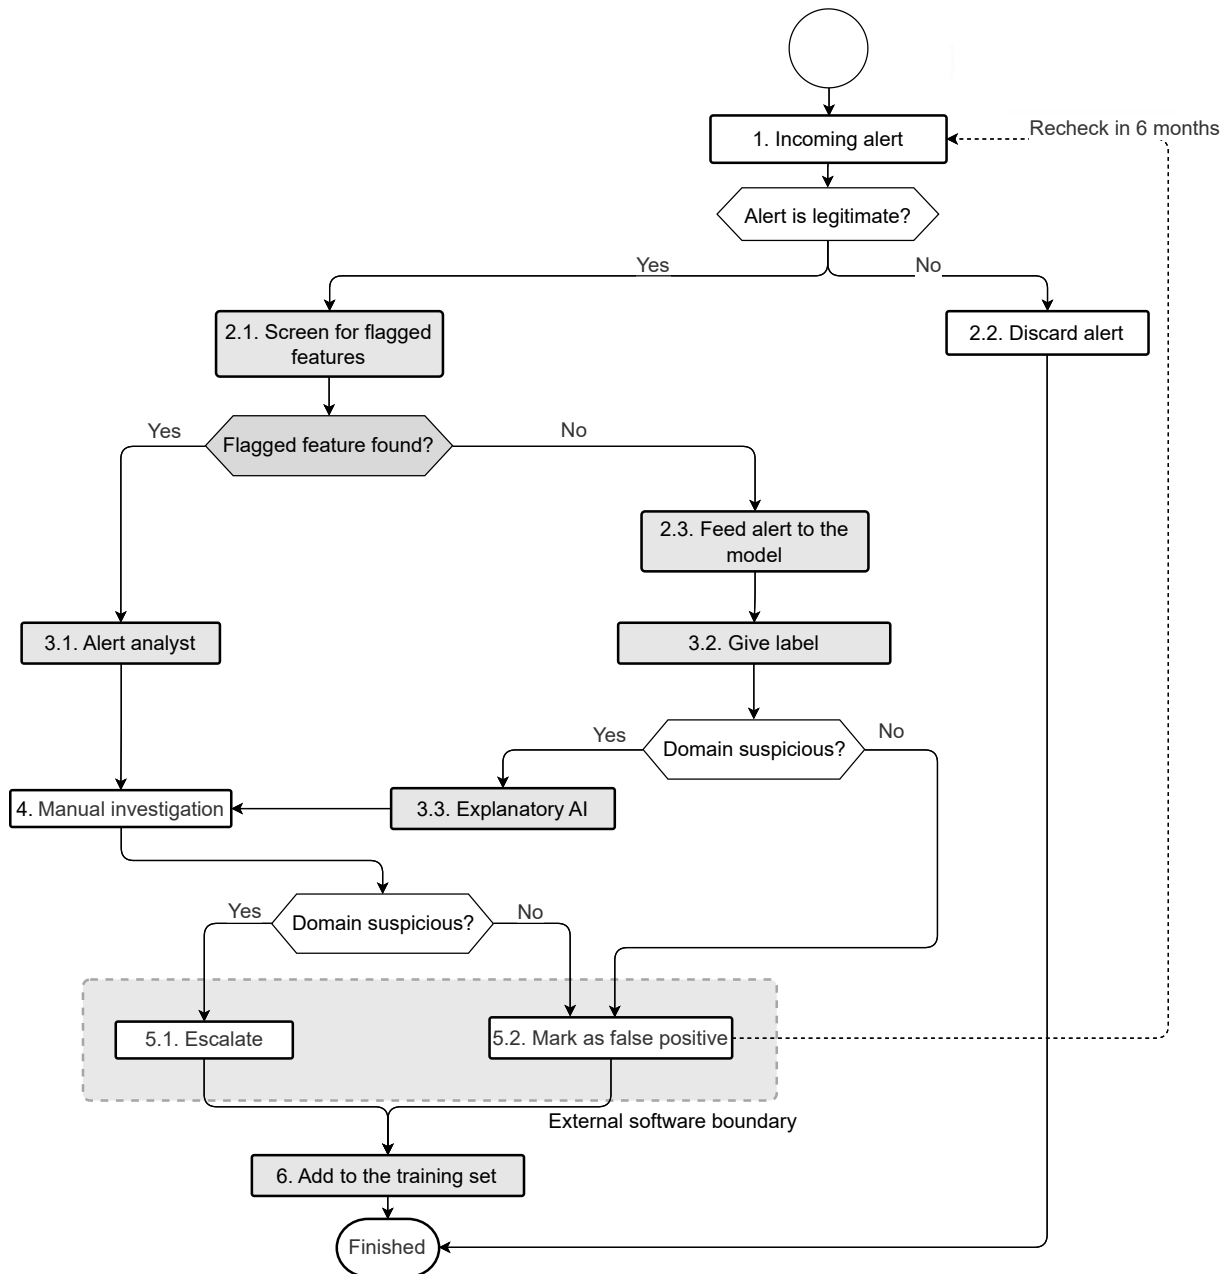 1. Incoming alert
Recheck in 6 months
Alert is legitimate?
Yes
No
2.1. Screen for flagged
features
2.2. Discard alert
Yes
Flagged feature found?
No
2.3. Feed alert to the
model
3.1. Alert analyst
3.2. Give label
Yes
Domain suspicious?
No
4. Manual investigation
3.3. Explanatory AI
Yes
Domain suspicious?
No
5.1. Escalate
5.2. Mark as false positive
External software boundary
6. Add to the training set
Finished